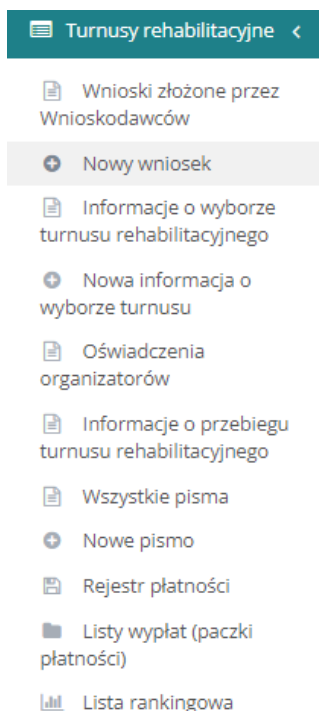 Turnusy rehabilitacyjne
Wnioski złożone przez
Wnioskodawców
Nowy wniosek
Informacje o wyborze
turnusu rehabilitacyjnego
Nowa informacja o
wyborze turnusu
Oświadczenia
organizatorów
Informacje o przebiegu
turnusu rehabilitacyjnego
Wszystkie pisma
Nowe pismo
Rejestr płatności
Listy wypłat (paczki
płatności)
Lista rankingowa